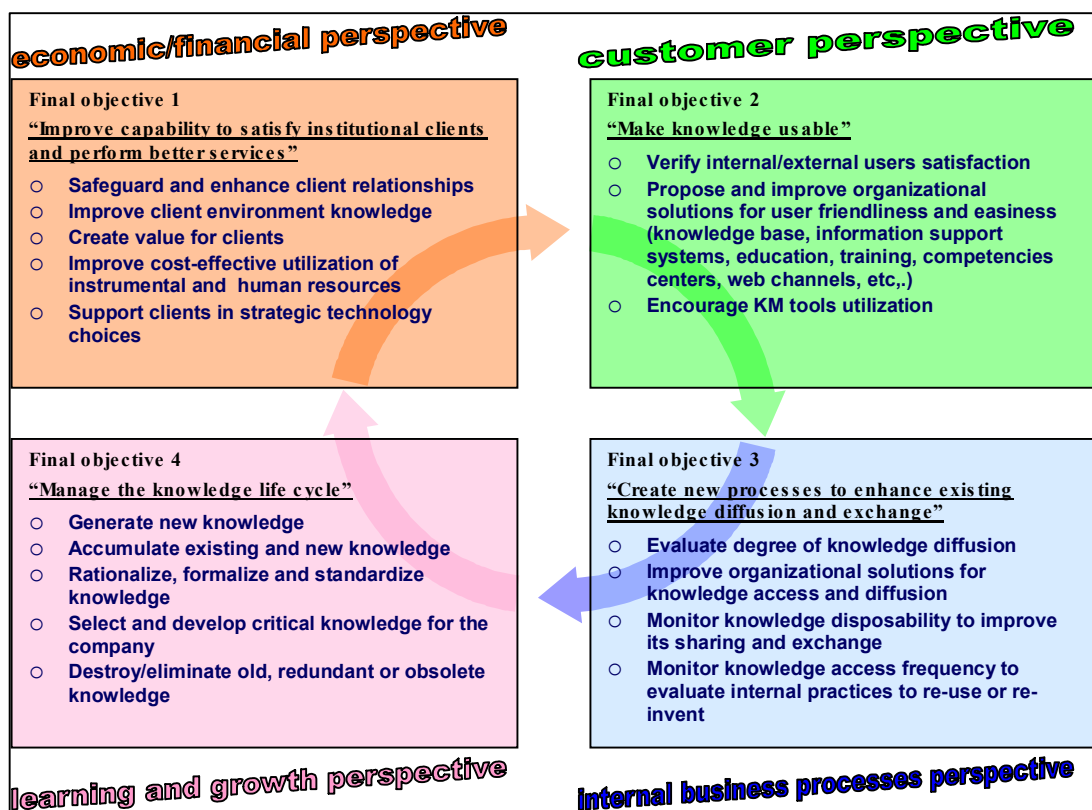 economic/financial perspective
customer perspective
Final objective 1
“Improve capability to satisfy institutional clients
and perform better services”
o Safeguard and enhance client relationships
o Improve client environment knowledge
o Create value for clients
o Improve cost-effective utilization of
instrumental and human resources
o Support clients in strategic technology
choices
Final objective 2
“Make knowledge usable”
o Verify internal/external users satisfaction
o Propose and improve organizational
solutions for user friendliness and easiness
(knowledge base, information support
systems, education, training, competencies
centers, web channels, etc,.)
o Encourage KM tools utilization
Final objective 4
“Manage the knowledge life cycle”
o Generate new knowledge
o Accumulate existing and new knowledge
o Rationalize, formalize and standardize
knowledge
o Select and develop critical knowledge for the
company
o Destroy/eliminate old, redundant or obsolete
knowledge
Final objective 3
“Create new processes to enhance existing
knowledge diffusion and exchange”
o Evaluate degree of knowledge diffusion
o Improve organizational solutions for
knowledge access and diffusion
o Monitor knowledge disposability to improve
its sharing and exchange
o Monitor knowledge access frequency to
evaluate internal practices to re-use or re-
invent
learning and growth perspective
internal business processes perspective